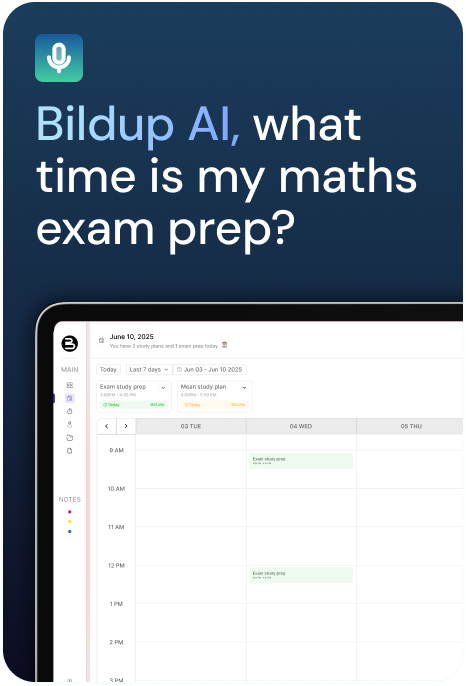 Bildup AI, what
time is my maths
exam prep?
June 10, 2025
You have 2 study plans and 1 exam prep today
MAIN
Today
Last 7 days
Jun 03 - Jun 10 2025
Exam study prep
Mean study plan
Today
Today
03 TUE
04 WED
05 THU
9 AM
Exam study prep
10 AM
11 AM
NOTES
12 PM
Exam study prep
1 PM
2 PM
3 PM